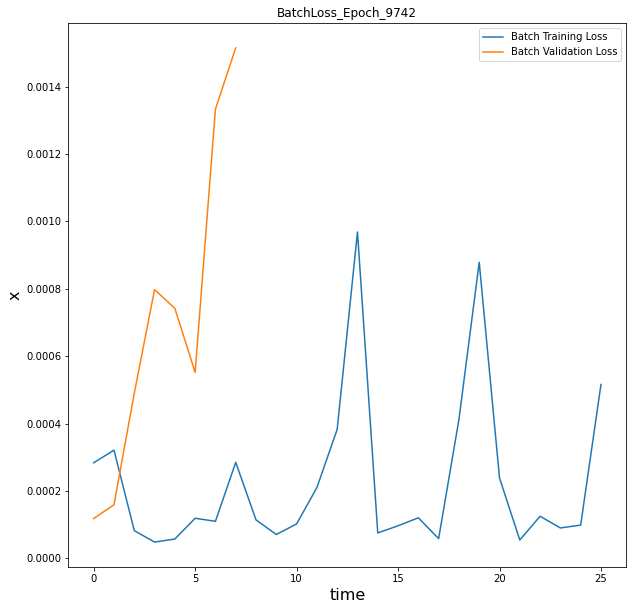 BatchLoss_Epoch_9742
Batch Training Loss
Batch Validation Loss
0.0014
0.0012
0.0010
0.0008
0.0006
0.0004
0.0002
0.0000
x
0 5 10 15 20 25
time